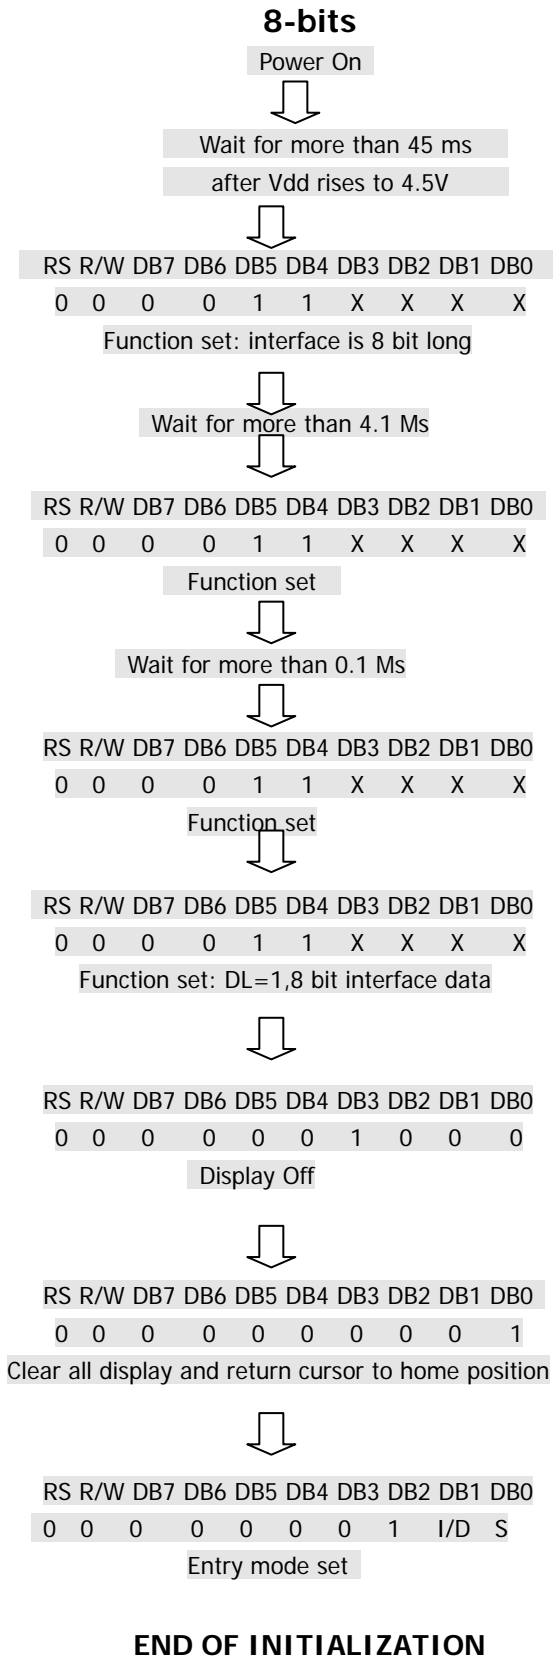 8-bits
Power On
Wait for more than 45 ms
after Vdd rises to 4.5V
RS R/W DB7 DB6 DB5 DB4 DB3 DB2 DB1 DB0
0 0 0 0 1 1 X X X X
Function set: interface is 8 bit long
Wait for more than 4.1 Ms
RS R/W DB7 DB6 DB5 DB4 DB3 DB2 DB1 DB0
0 0 0 0 1 1 X X X X
Function set
Wait for more than 0.1 Ms
RS R/W DB7 DB6 DB5 DB4 DB3 DB2 DB1 DB0
0 0 0 0 1 1 X X X X
Function set
RS R/W DB7 DB6 DB5 DB4 DB3 DB2 DB1 DB0
0 0 0 0 1 1 X X X X
Function set: DL=1,8 bit interface data
RS R/W DB7 DB6 DB5 DB4 DB3 DB2 DB1 DB0
0 0 0 0 0 0 1 0 0 0
Display Off
RS R/W DB7 DB6 DB5 DB4 DB3 DB2 DB1 DB0
0 0 0 0 0 0 0 0 0 1
Clear all display and return cursor to home position
RS R/W DB7 DB6 DB5 DB4 DB3 DB2 DB1 DB0
0 0 0 0 0 0 0 1 I/D S
Entry mode set
END OF INITIALIZATION